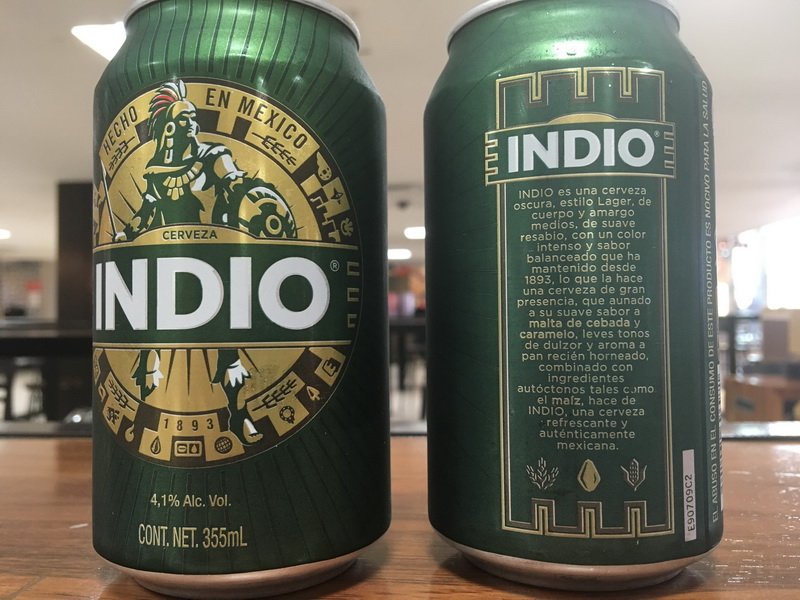 HECHO EN MEXICO
CERVEZA
INDIO®
1893
4
4,1% Alc. Vol.
CONT. NET. 355mL
INDIO®
INDIO es una cerveza
oscura, estilo Lager, de
cuerpo y amargo
medios, de suave
resabio, con un color
intenso y sabor
balanceado que ha
mantenido desde
1893, lo que la hace
una cerveza de gran
presencia, que aunado
a su suave sabor a
malta de cebada y
caramelo, leves tonos
de dulzor y aroma a
pan recién horneado,
combinado con
ingredientes
autóctonos tales como
el maíz, hace de
INDIO, una cerveza
refrescante y
auténticamente
mexicana.
E90709C2
EL ABUSO EN EL CONSUMO DE ESTE PRODUCTO ES NOCIVO PARA LA SALUD